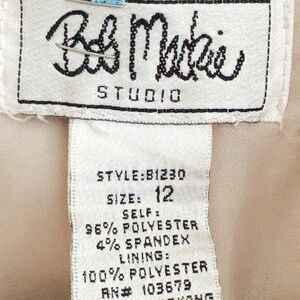 Bob Mackie
STUDIO
STYLE:B1230
SIZE: 12
SELF:
96% POLYESTER
4% SPANDEX
LINING:
100% POLYESTER
RN# 103679